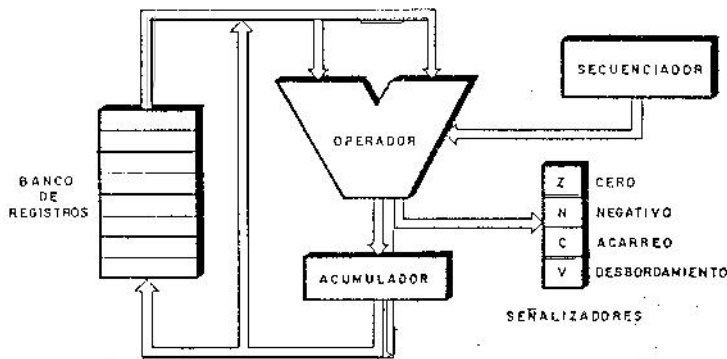 SECUENCIADOR
OPERADOR
BANCO
DE
REGISTROS
Z CERO
N NEGATIVO
C ACARREO
V DESBORDAMIENTO
ACUMULADOR
SEÑALIZADORES